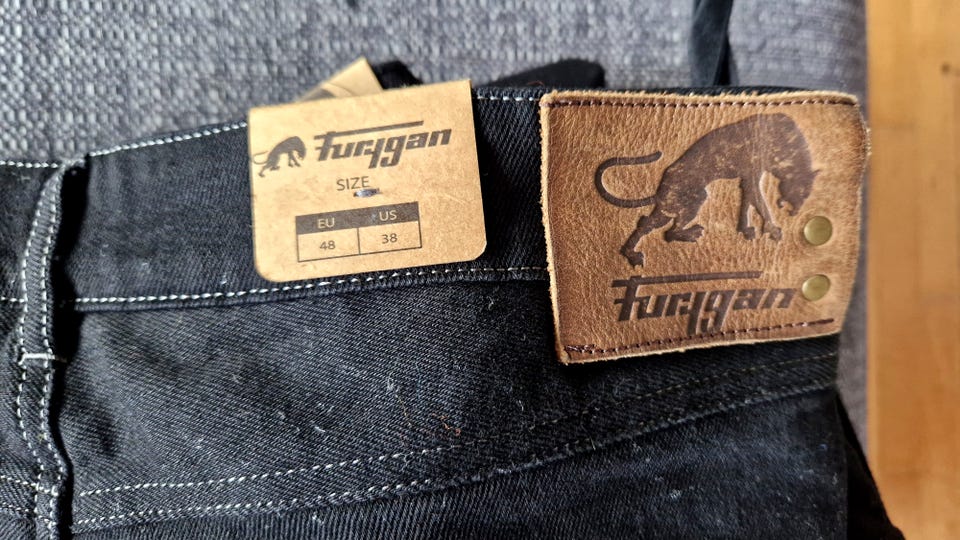 Furygan
SIZE
EU US
48 38
Furygan